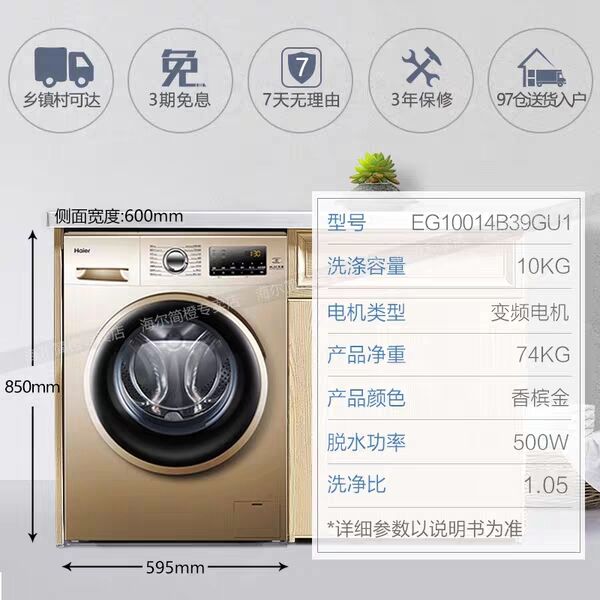 乡镇村可达
免
3期免息
7
7天无理由
3年保修
97仓送货入户
侧面宽度:600mm
850mm
595mm
Haier
海尔简橙专卖店
型号 EG10014B39GU1
洗涤容量 10KG
电机类型 变频电机
产品净重 74KG
产品颜色 香槟金
脱水功率 500W
洗净比 1.05
*详细参数以说明书为准